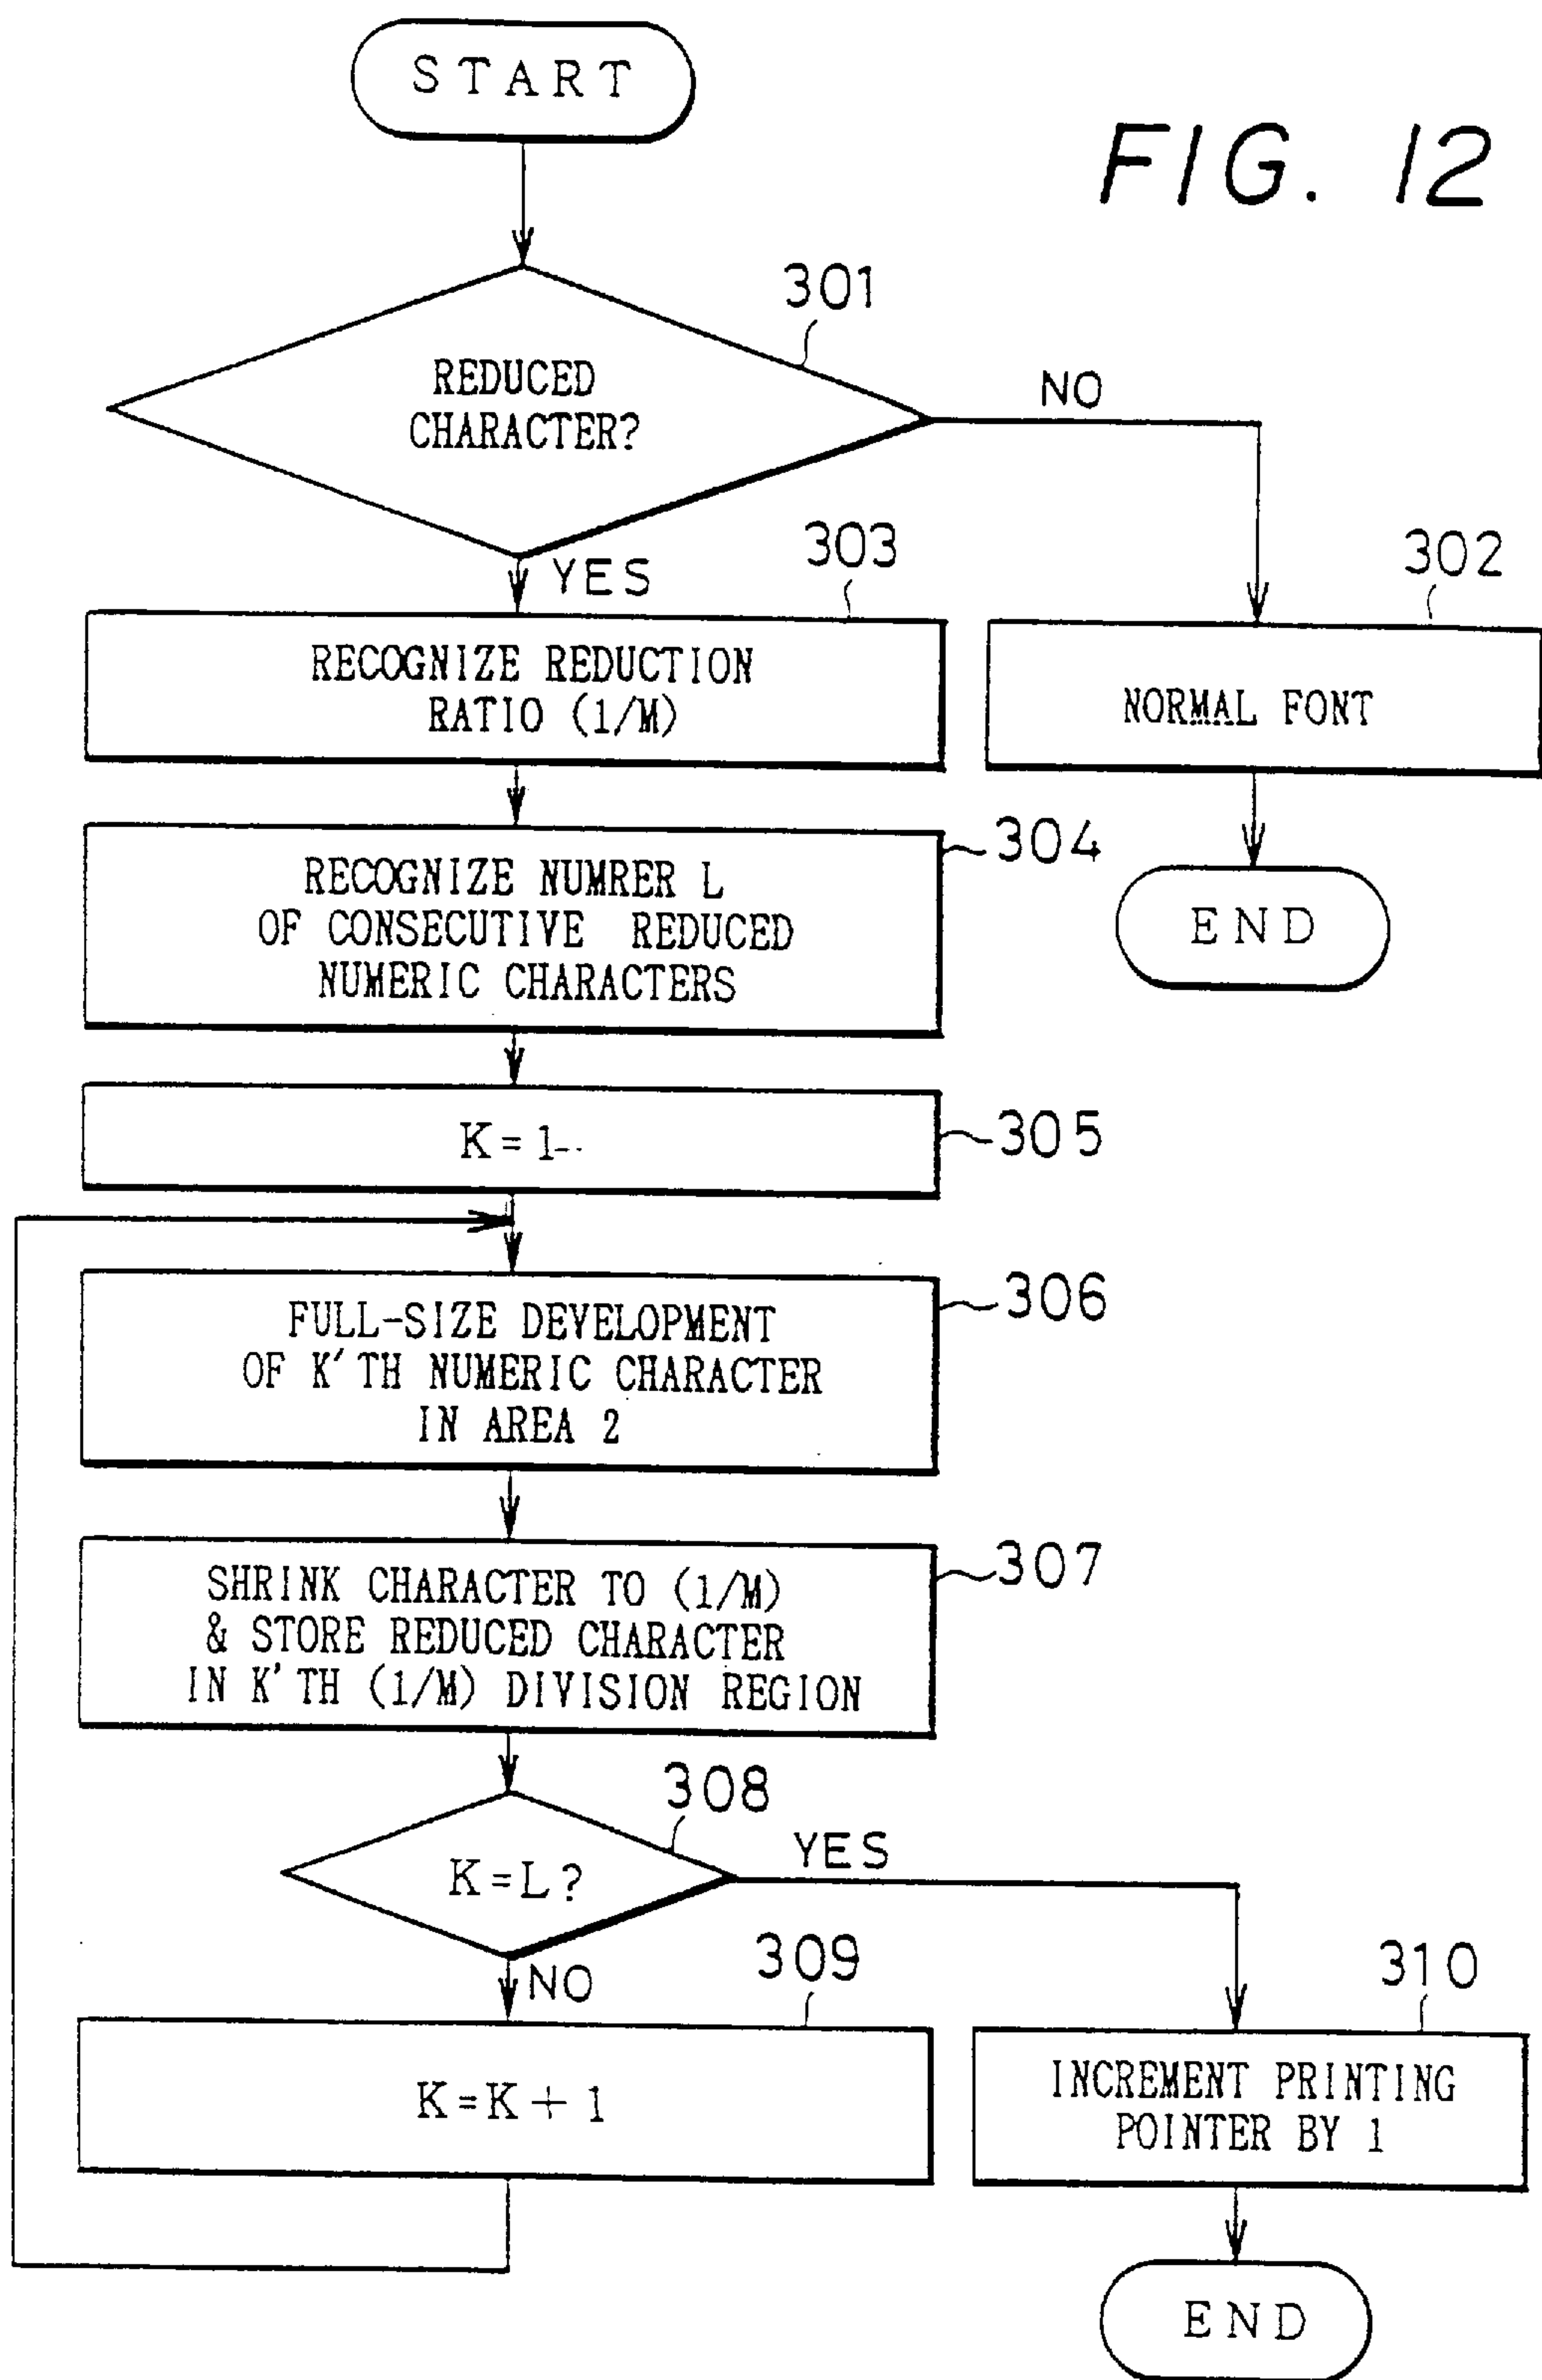 START
FIG. 12
301
REDUCED
CHARACTER?
NO
YES
303
302
RECOGNIZE REDUCTION
RATIO (1/M)
NORMAL FONT
304
RECOGNIZE NUMRER L
OF CONSECUTIVE REDUCED
NUMERIC CHARACTERS
END
K=1
305
306
FULL-SIZE DEVELOPMENT
OF K'TH NUMERIC CHARACTER
IN AREA 2
307
SHRINK CHARACTER TO (1/M)
& STORE REDUCED CHARACTER
IN K'TH (1/M) DIVISION REGION
308
K=L?
YES
NO
309
310
K=K+1
INCREMENT PRINTING
POINTER BY 1
END